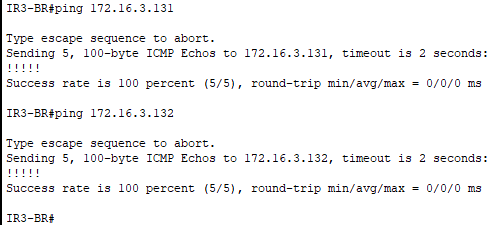 IR3-BR#ping 172.16.3.131
Type escape sequence to abort.
Sending 5, 100-byte ICMP Echos to 172.16.3.131, timeout is 2 seconds:
!!!!!
Success rate is 100 percent (5/5), round-trip min/avg/max = 0/0/0 ms
IR3-BR#ping 172.16.3.132
Type escape sequence to abort.
Sending 5, 100-byte ICMP Echos to 172.16.3.132, timeout is 2 seconds:
!!!!!
Success rate is 100 percent (5/5), round-trip min/avg/max = 0/0/0 ms
IR3-BR#